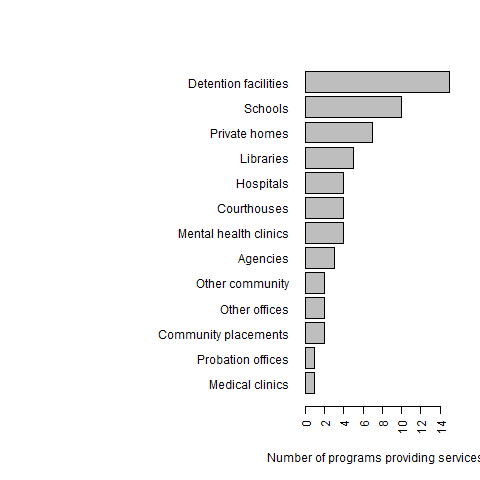 Detention facilities
Schools
Private homes
Libraries
Hospitals
Courthouses
Mental health clinics
Agencies
Other community
Other offices
Community placements
Probation offices
Medical clinics
0 2 4 6 8 10 12 14
Number of programs providing services